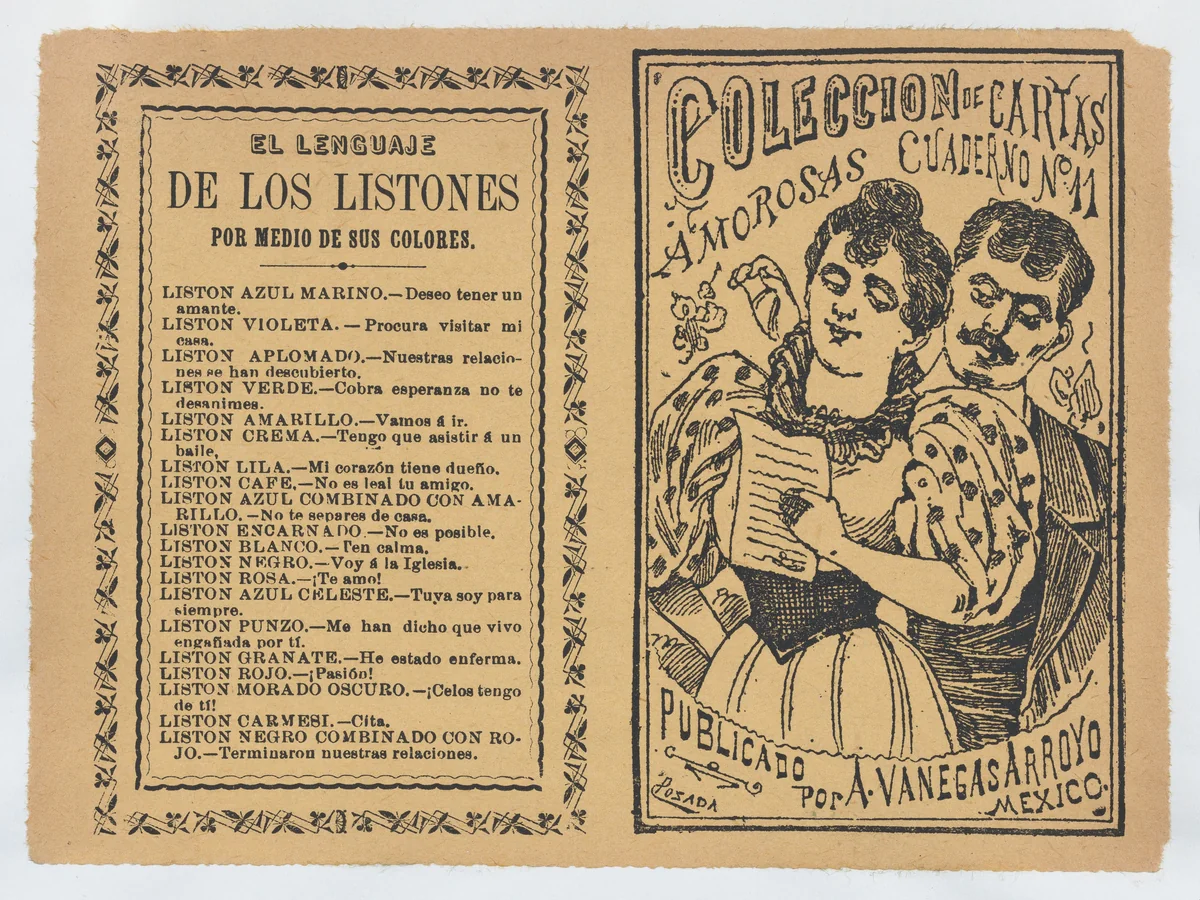 EL LENGUAJE
DE LOS LISTONES
POR MEDIO DE SUS COLORES.
LISTON AZUL MARINO.—Deseo tener un
amante.
LISTON VIOLETA. — Procura visitar mi
casa.
LISTON APLOMADO.—Nuestras relacio-
nes se han descubierto.
LISTON VERDE.—Cobra esperanza no te
desanimes.
LISTON AMARILLO.—Vamos á ir.
LISTON CREMA.—Tengo que asistir á un
baile,
LISTON LILA.—Mi corazón tiene dueño.
LISTON CAFE.—No es leal tu amigo.
LISTON AZUL COMBINADO CON AMA-
RILLO.—No te separes de casa.
LISTON ENCARNADO.—No es posible.
LISTON BLANCO.—Ten calma.
LISTON NEGRO.—Voy á la Iglesia.
LISTON ROSA.—¡Te amo!
LISTON AZUL CELESTE.—Tuya soy para
siempre.
LISTON PUNZO.—Me han dicho que vivo
engañada por tí.
LISTON GRANATE.—He estado enferma.
LISTON ROJO.—¡Pasión!
LISTON MORADO OSCURO.—¡Celos tengo
de tí!
LISTON CARMESI.—Cita.
LISTON NEGRO COMBINADO CON RO-
JO.—Terminaron nuestras relaciones.
COLECCION DE CARTAS
AMOROSAS CUADERNO No. 11
PUBLICADO
POR A. VANEGAS ARROYO
MEXICO.
POSADA